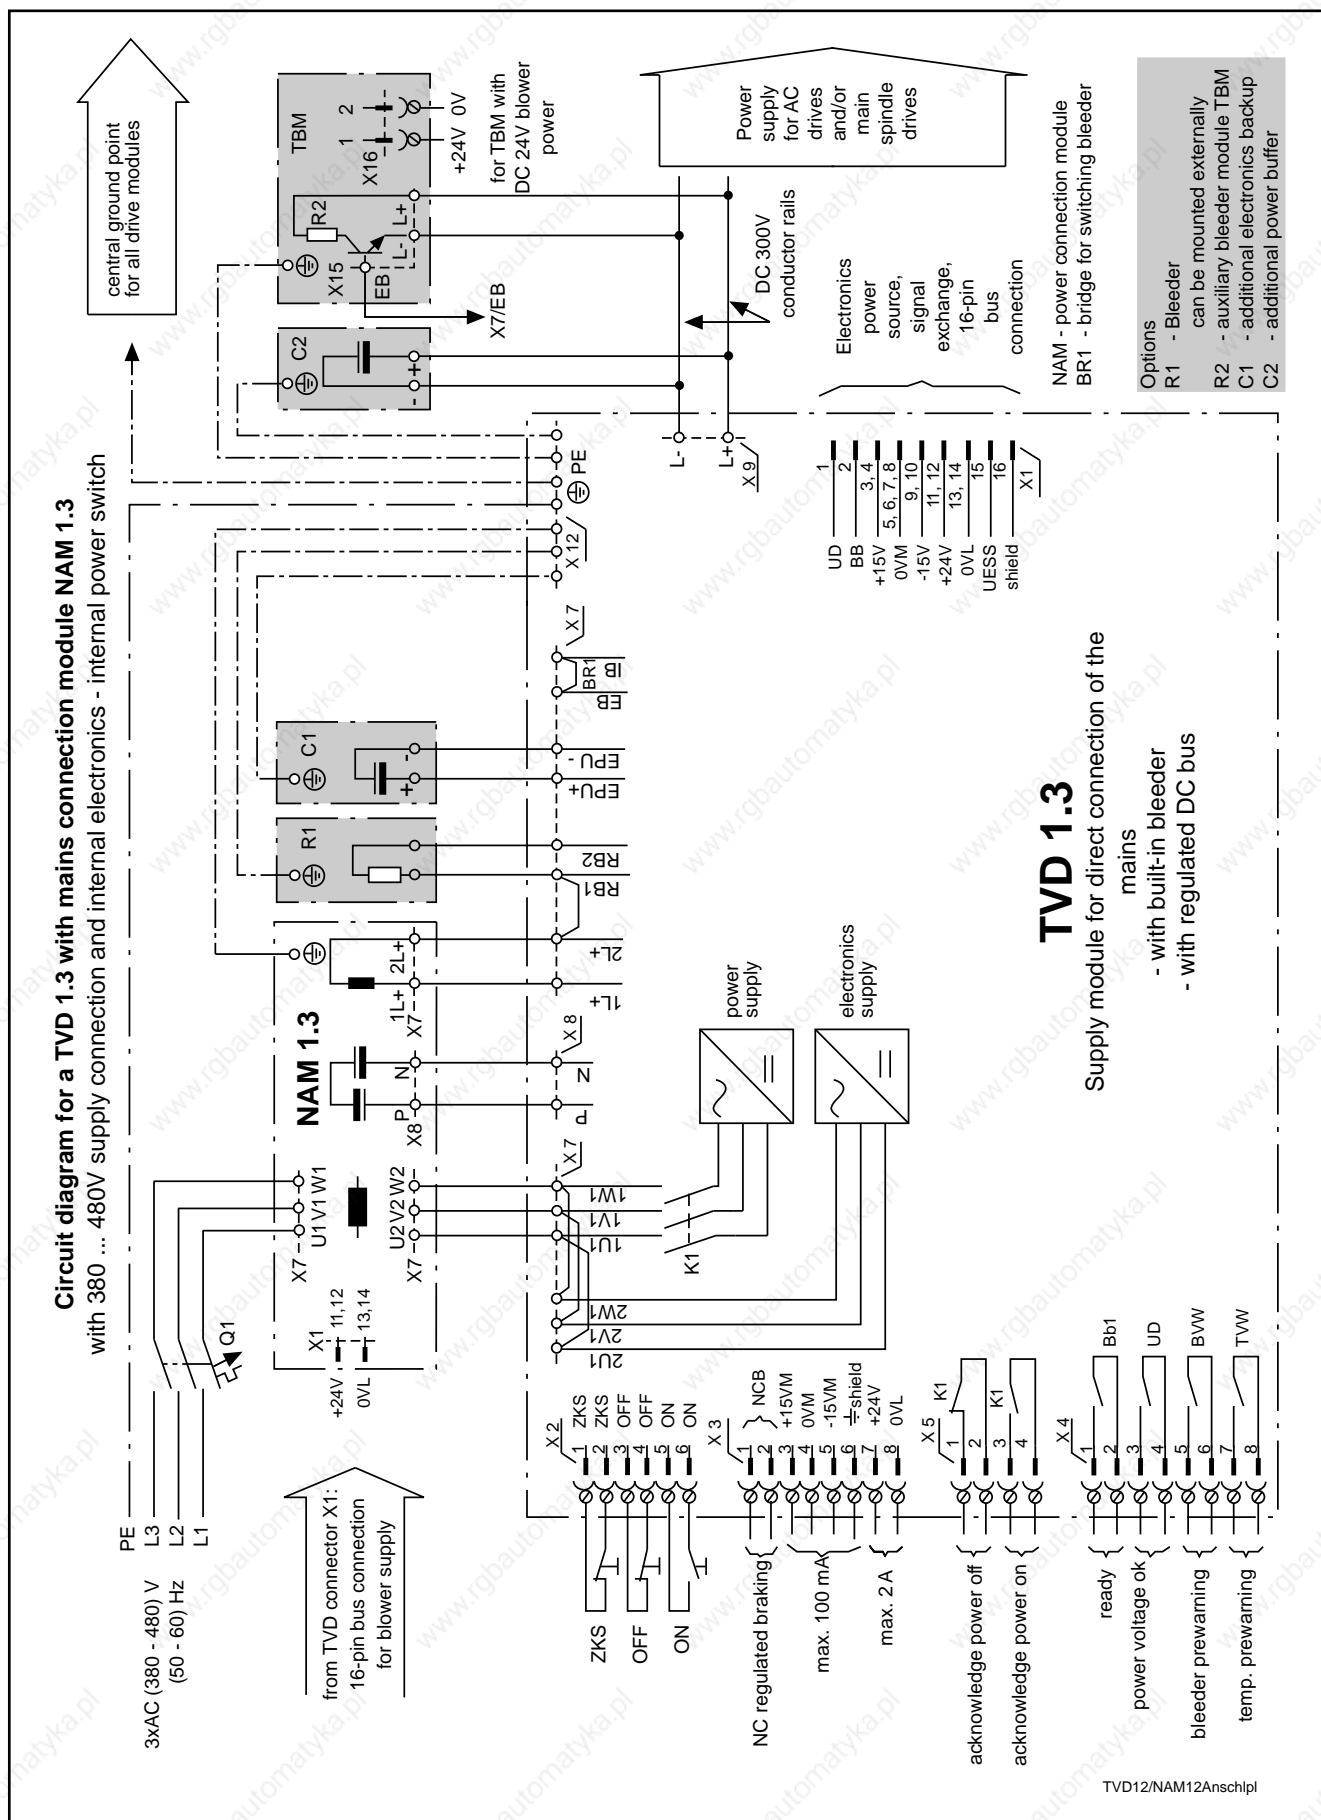 Circuit diagram for a TVD 1.3 with mains connection module NAM 1.3
with 380 ... 480V supply connection and internal electronics - internal power switch
central ground point
for all drive modules
PE
L3
L2
L1
3xAC (380 - 480) V
(50 - 60) Hz
Q1
from TVD connector X1:
16-pin bus connection
for blower supply
+24V
0VL
X1
11,12
13,14
NAM 1.3
X7
U1 V1 W1
X7
U2 V2 W2
X8
P
N
X7
1L+ 2L+
R1
C1
+
-
C2
-
+
TBM
R2
X15
EB
L-
L+
X16
1
2
+24V 0V
for TBM with
DC 24V blower
power
X7/EB
Power
supply
for AC
drives
and/or
main
spindle
drives
DC 300V
conductor rails
X 12
PE
L-
L+
X 9
2U1
2V1
2W1
1U1
1V1
1W1
X 7
P
N
X 8
1L+
2L+
RB1
RB2
EPU+
EPU -
EB
BR1
IB
X 7
K1
power
supply
electronics
supply
UD
BB
+15V
0VM
-15V
+24V
0VL
UESS
shield
1
2
3, 4
5, 6, 7, 8
9, 10
11, 12
13, 14
15
16
X1
Electronics
power
source,
signal
exchange,
16-pin
bus
connection
NAM - power connection module
BR1 - bridge for switching bleeder
Options
R1 - Bleeder
can be mounted externally
R2 - auxiliary bleeder module TBM
C1 - additional electronics backup
C2 - additional power buffer
TVD 1.3
Supply module for direct connection of the
mains
- with built-in bleeder
- with regulated DC bus
X 2
1 ZKS
2 ZKS
3 OFF
4 OFF
5 ON
6 ON
ZKS
OFF
ON
X 3
1
2
NCB
3 +15VM
4 0VM
5 -15VM
6 shield
7 +24V
8 0VL
NC regulated braking
max. 100 mA
max. 2 A
X 5
1
2
3
4
K1
K1
acknowledge power off
acknowledge power on
X 4
1
2
3
4
5
6
7
8
Bb1
UD
BVW
TVW
ready
power voltage ok
bleeder prewarning
temp. prewarning
TVD12/NAM12Anschlpl
www.rgbautomatyka.pl